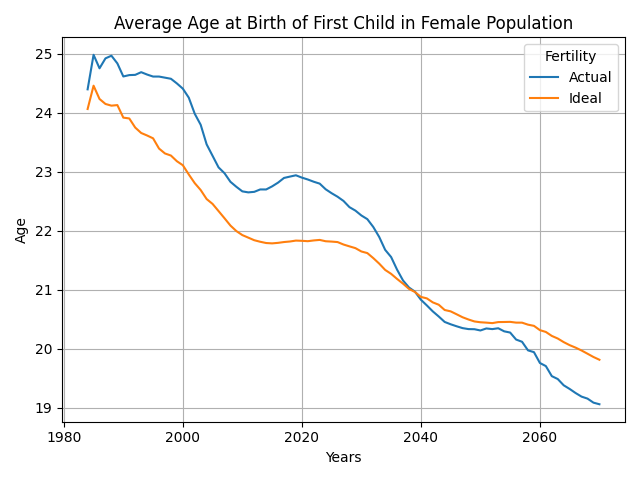 Average Age at Birth of First Child in Female Population
Fertility
Actual
Ideal
Age
25
24
23
22
21
20
19
1980
2000
2020
2040
2060
Years